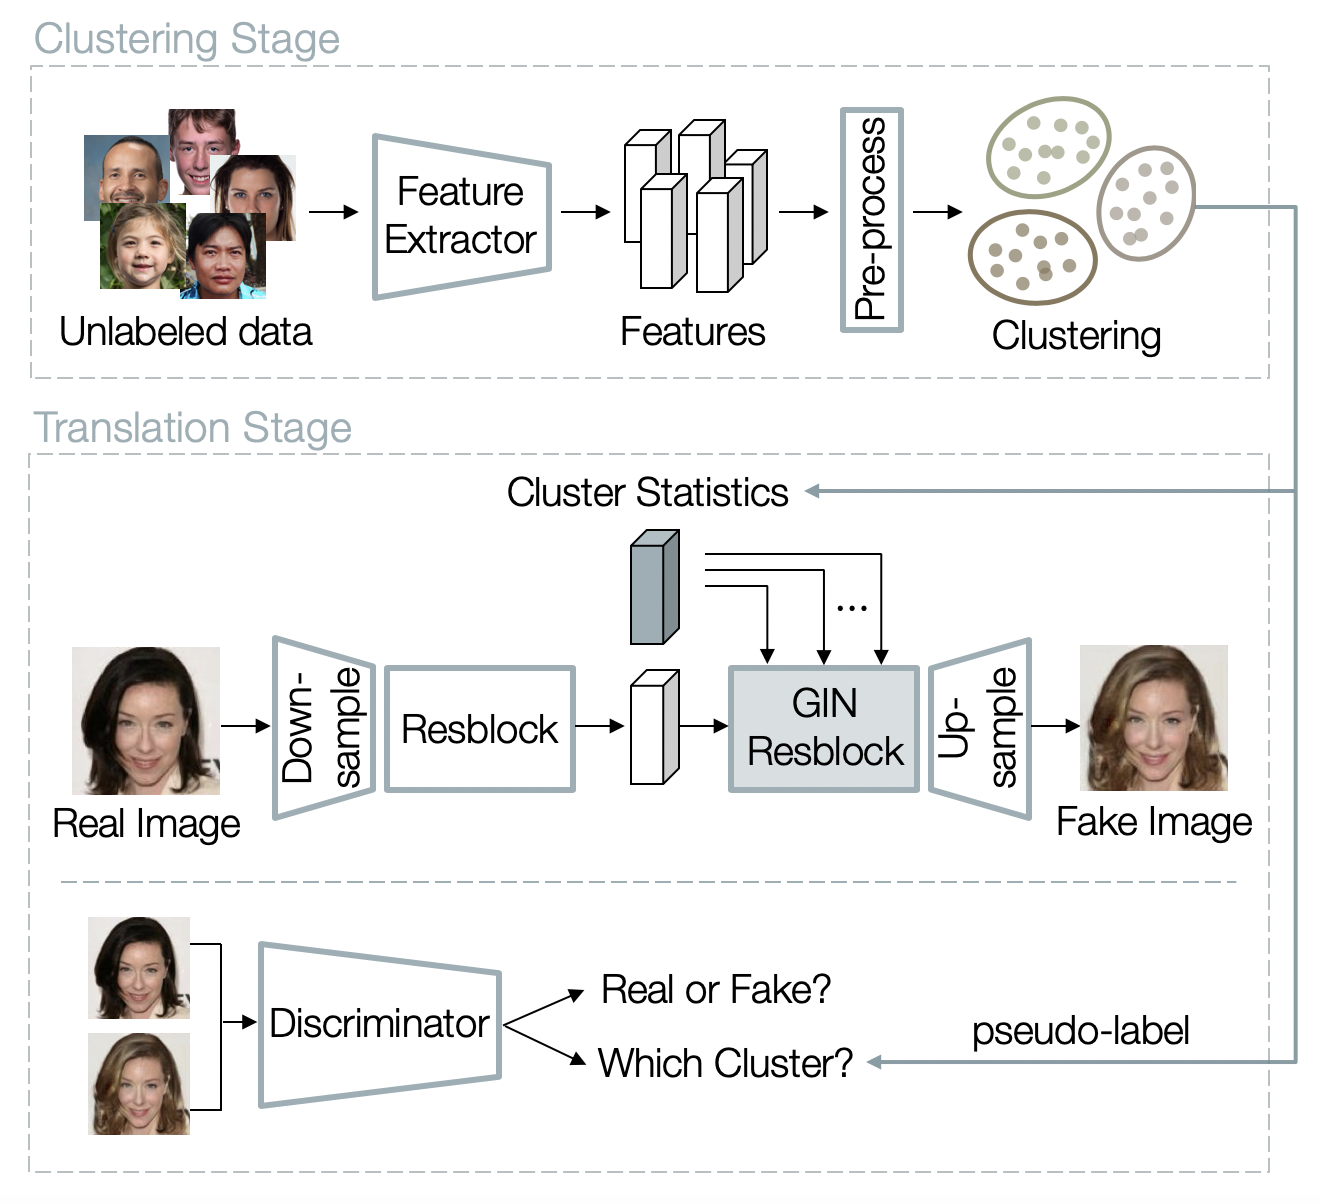 Clustering Stage
Feature
Extractor
Pre-process
Unlabeled data
Features
Clustering
Translation Stage
Cluster Statistics
...
Down-
sample
Resblock
GIN
Resblock
Up-
sample
Real Image
Fake Image
Discriminator
Real or Fake?
Which Cluster?
pseudo-label